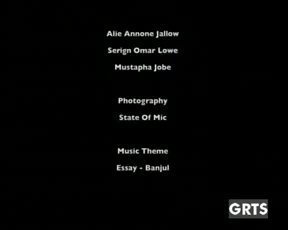 Alie Annone Jallow
Serign Omar Lowe
Mustapha Jobe
Photography
State Of Mic
Music Theme
Essay - Banjul
GRTS